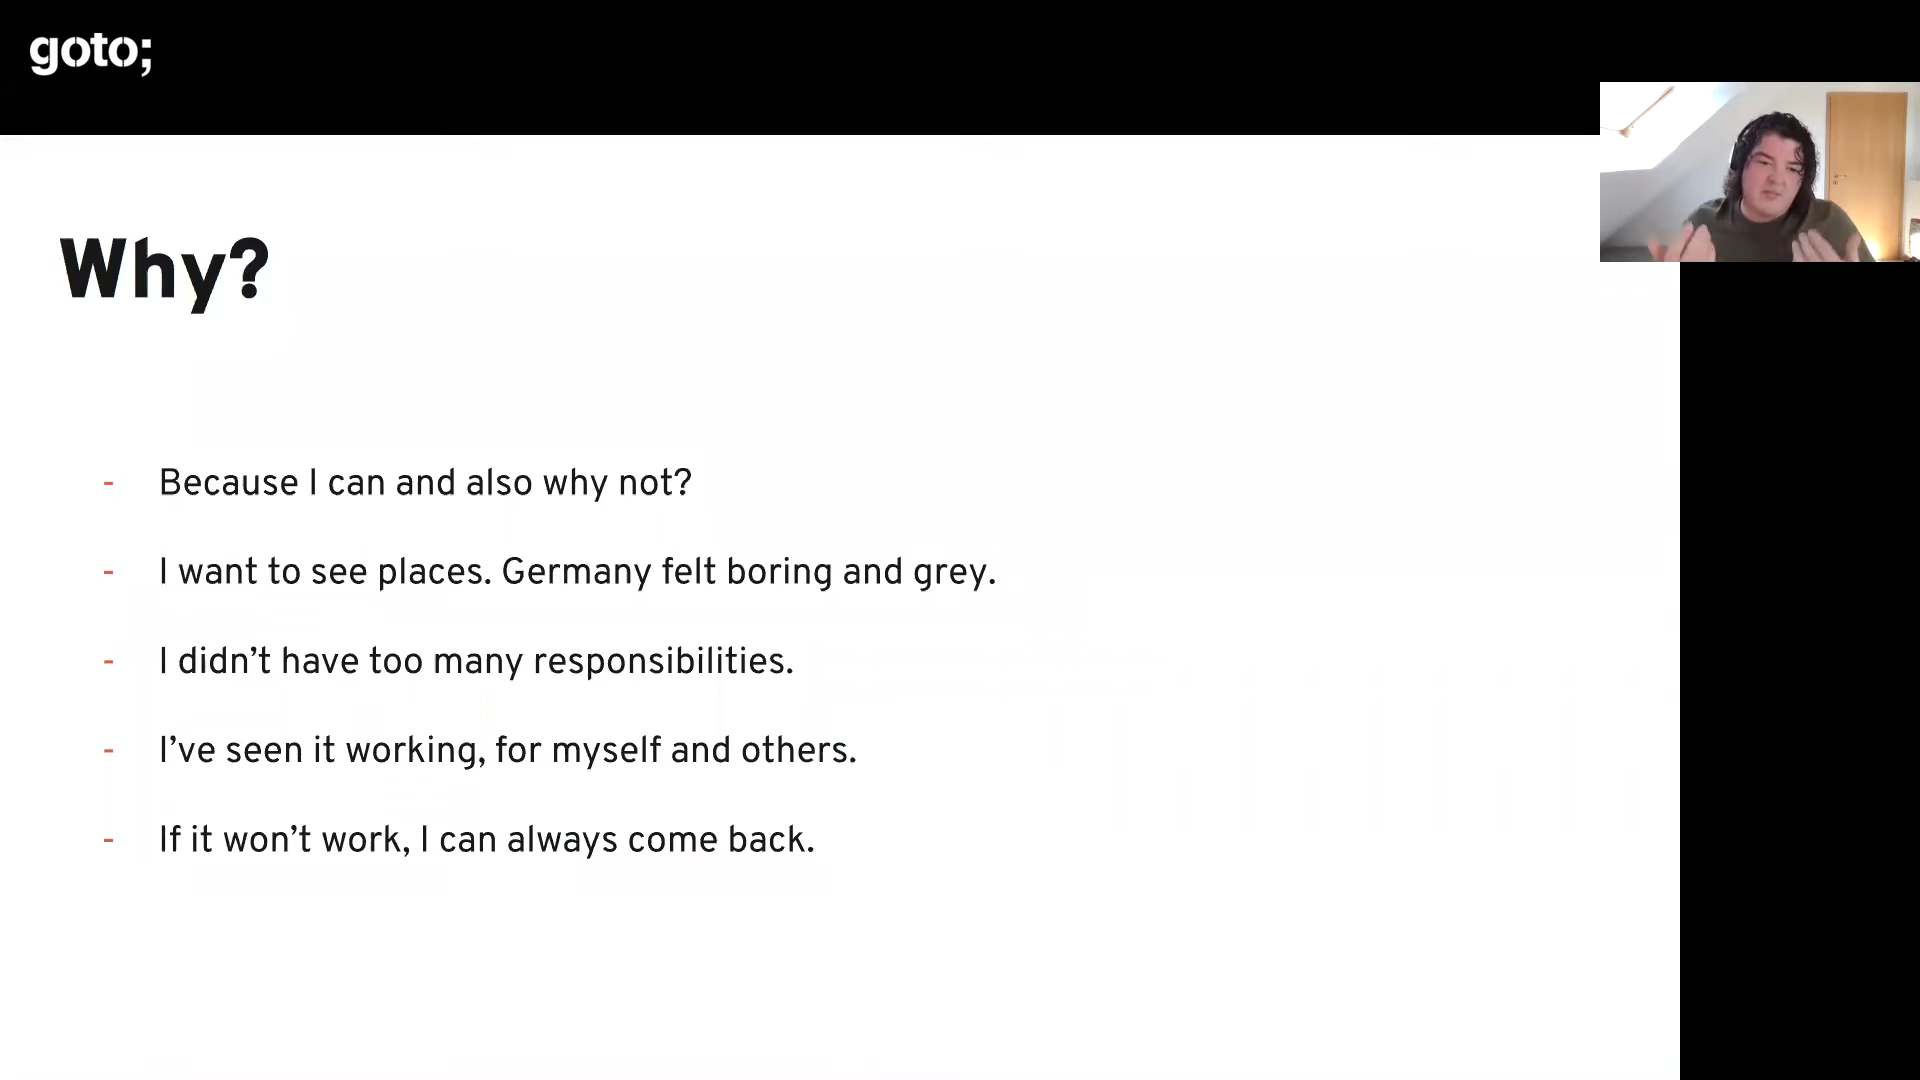 goto;
Why?
- Because I can and also why not?
- I want to see places. Germany felt boring and grey.
- I didn’t have too many responsibilities.
- I’ve seen it working, for myself and others.
- If it won’t work, I can always come back.